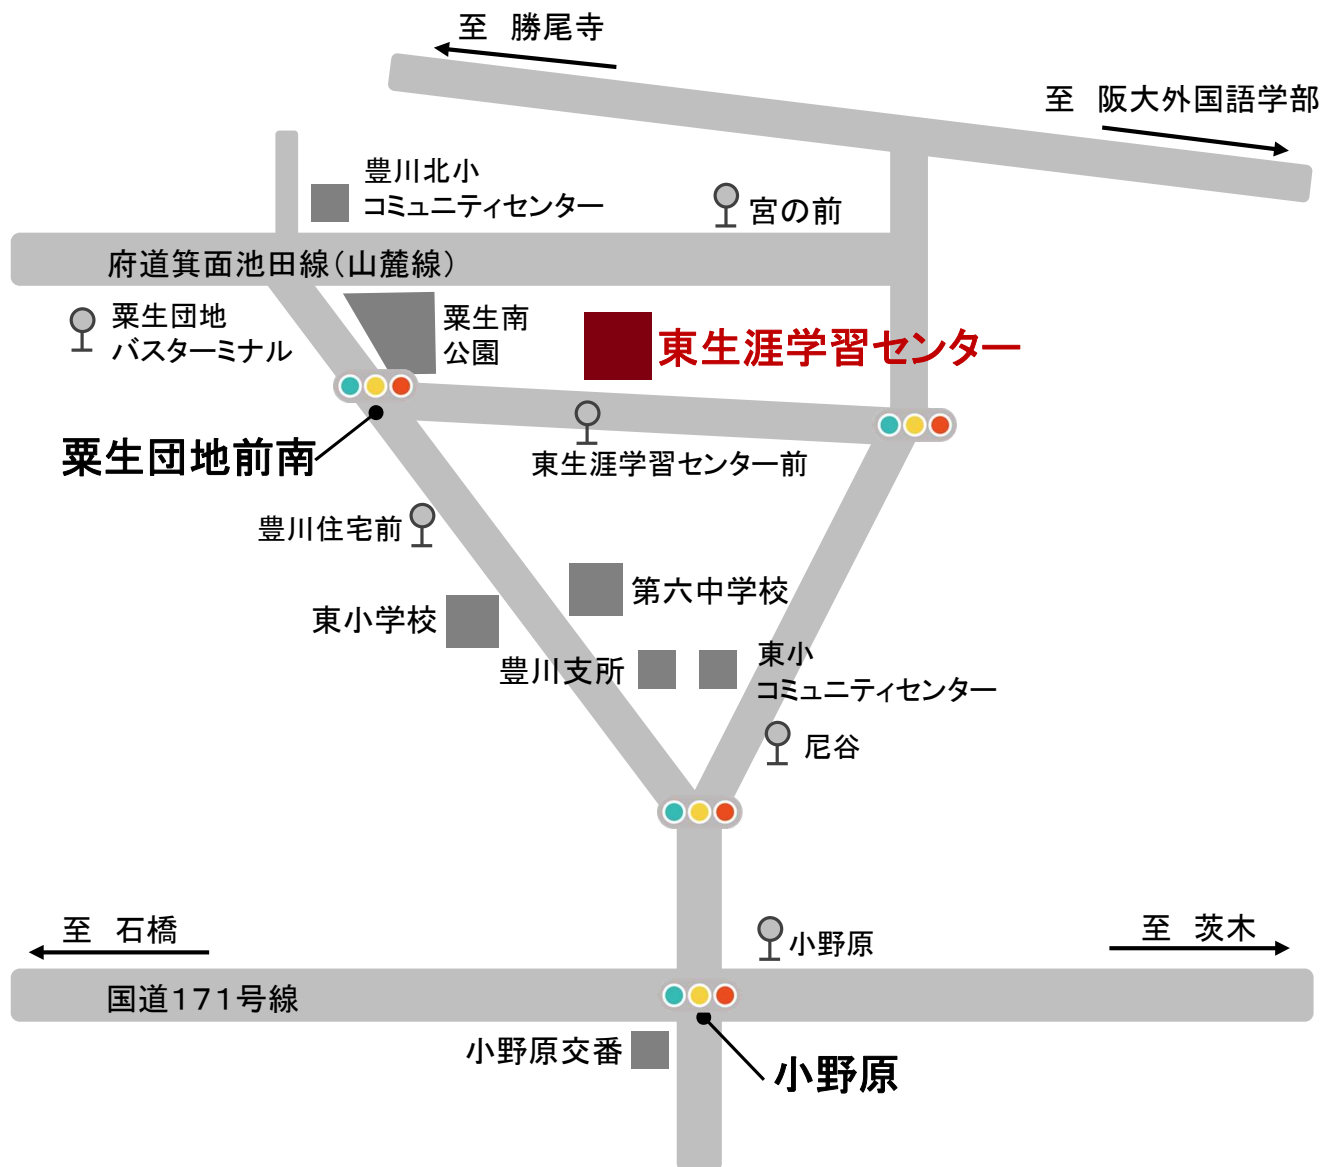 至　勝尾寺
至　阪大外国語学部
豊川北小
コミュニティセンター
宮の前
府道箕面池田線（山麓線）
粟生団地
バスターミナル
粟生南
公園
東生涯学習センター
粟生団地前南
東生涯学習センター前
豊川住宅前
第六中学校
東小学校
豊川支所
東小
コミュニティセンター
尼谷
至　石橋
小野原
至　茨木
国道１７１号線
小野原交番
小野原